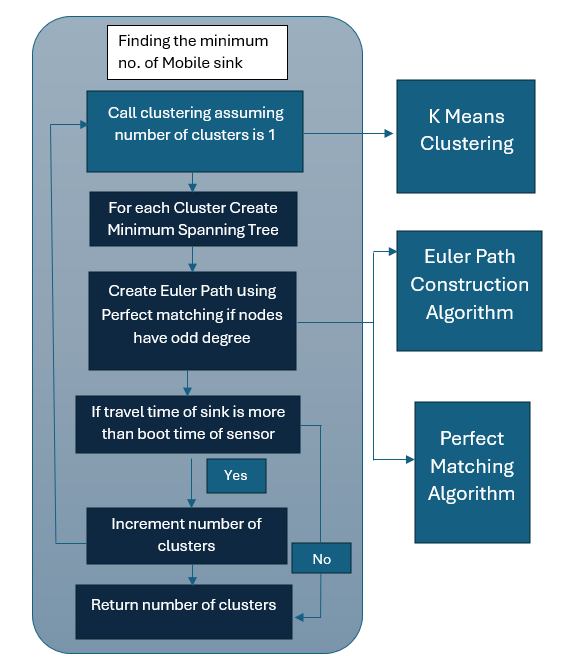 Finding the minimum
no. of Mobile sink
Call clustering assuming
number of clusters is 1
K Means
Clustering
For each Cluster Create
Minimum Spanning Tree
Create Euler Path using
Perfect matching if nodes
have odd degree
Euler Path
Construction
Algorithm
If travel time of sink is more
than boot time of sensor
Perfect
Matching
Algorithm
Yes
Increment number of
clusters
No
Return number of clusters